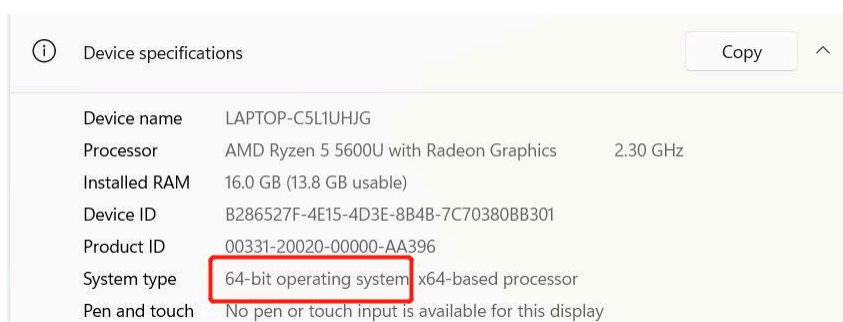 Device specifications Copy
Device name LAPTOP-C5L1UHJG
Processor AMD Ryzen 5 5600U with Radeon Graphics 2.30 GHz
Installed RAM 16.0 GB (13.8 GB usable)
Device ID B286527F-4E15-4D3E-8B4B-7C70380BB301
Product ID 00331-20020-00000-AA396
System type 64-bit operating system x64-based processor
Pen and touch No pen or touch input is available for this display